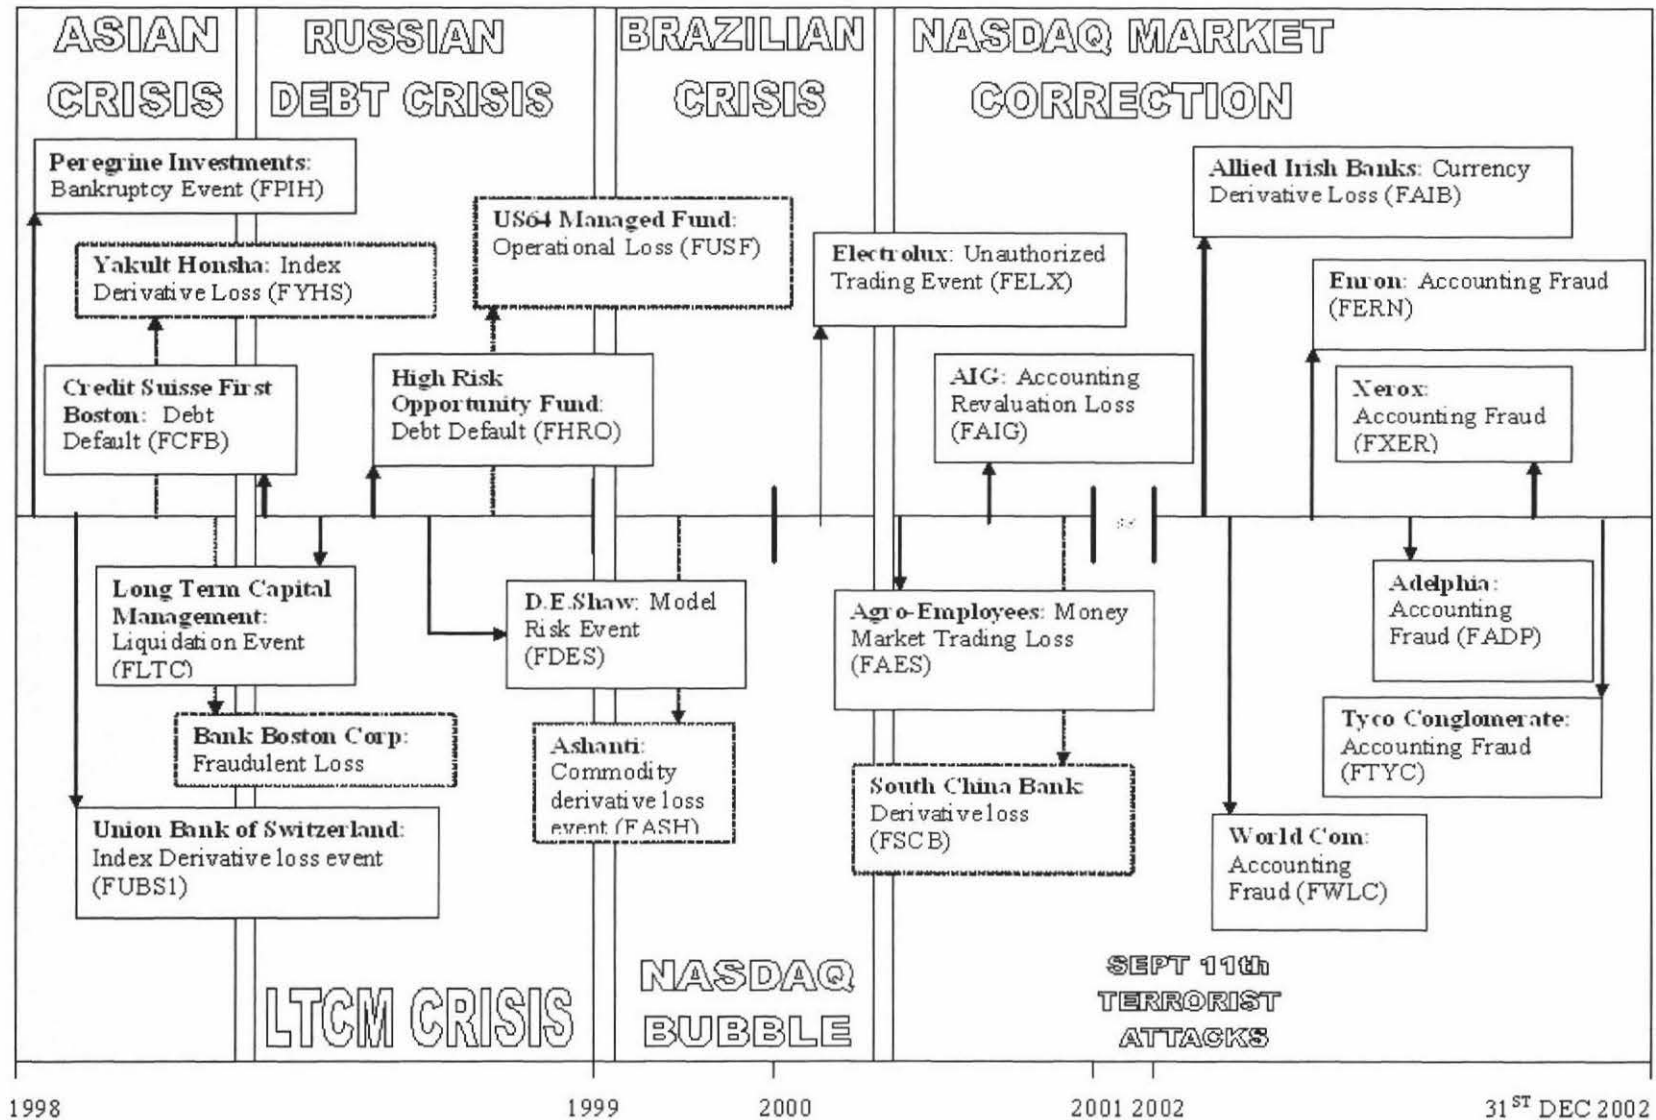 ASIAN
CRISIS
RUSSIAN
DEBT CRISIS
BRAZILIAN
CRISIS
NASDAQ MARKET
CORRECTION
Peregrine Investments:
Bankruptcy Event (FPIH)
Yakult Honsha: Index
Derivative Loss (FYHS)
Credit Suisse First
Boston: Debt
Default (FCFB)
US64 Managed Fund:
Operational Loss (FUSF)
High Risk
Opportunity Fund:
Debt Default (FHRO)
Electrolux: Unauthorized
Trading Event (FELX)
AIG: Accounting
Revaluation Loss
(FAIG)
Allied Irish Banks: Currency
Derivative Loss (FAIB)
Enron: Accounting Fraud
(FERN)
Xerox:
Accounting Fraud
(FXER)
Long Term Capital
Management:
Liquidation Event
(FLTC)
Bank Boston Corp:
Fraudulent Loss
Union Bank of Switzerland:
Index Derivative loss event
(FUBS1)
D.E.Shaw: Model
Risk Event
(FDES)
Ashanti:
Commodity
derivative loss
event (FASH)
Agro-Employees: Money
Market Trading Loss
(FAES)
South China Bank
Derivative loss
(FSCB)
Adelphia:
Accounting
Fraud (FADP)
Tyco Conglomerate:
Accounting Fraud
(FTYC)
World Com:
Accounting
Fraud (FWLC)
LTCM CRISIS
NASDAQ
BUBBLE
SEPT 11th
TERRORIST
ATTACKS
1998
1999
2000
2001
2002
31ST DEC 2002